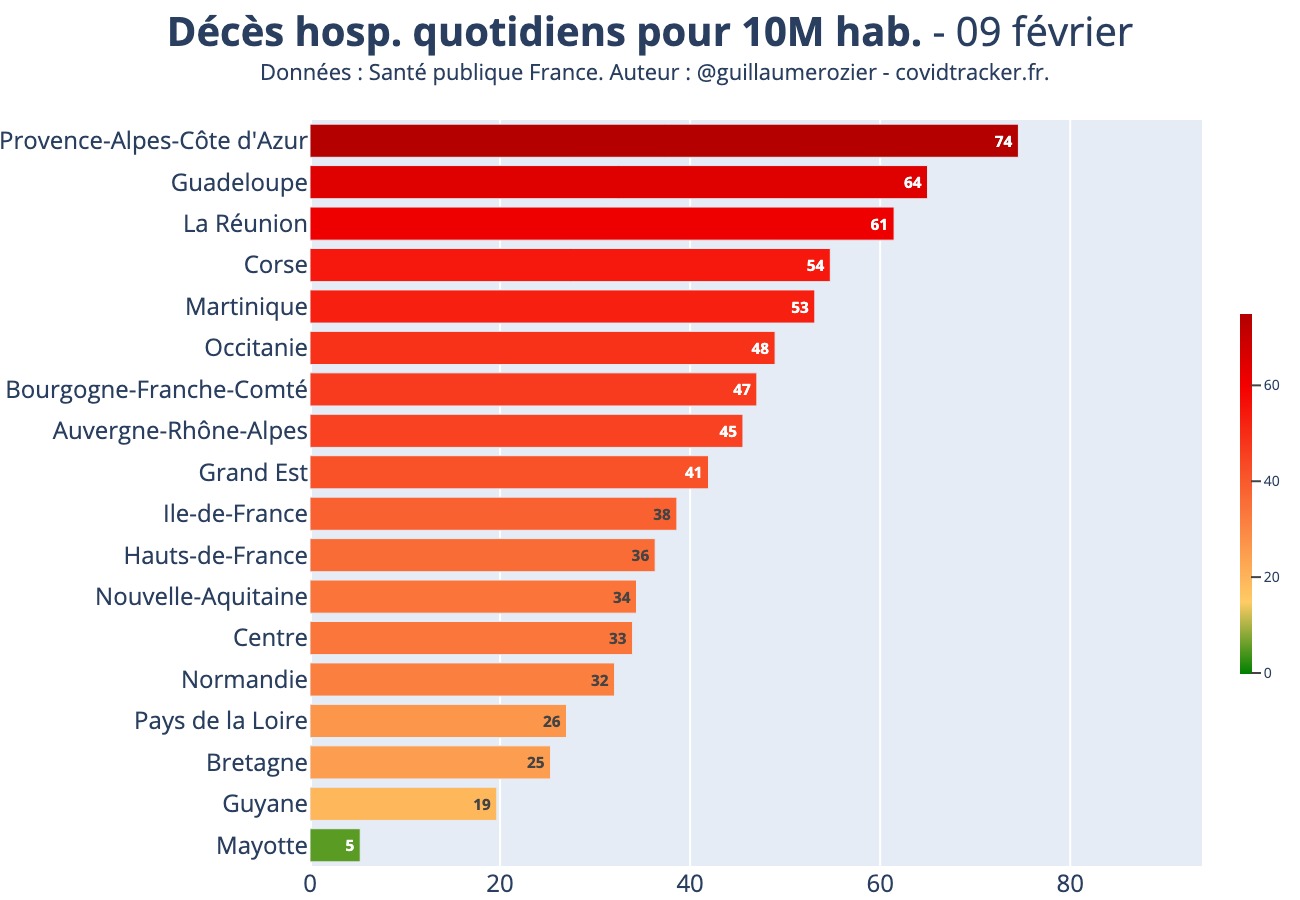 Décès hosp. quotidiens pour 10M hab. - 09 février
Données : Santé publique France. Auteur : @guillaumerozier - covidtracker.fr.
Provence-Alpes-Côte d'Azur 74
Guadeloupe 64
La Réunion 61
Corse 54
Martinique 53
Occitanie 48
Bourgogne-Franche-Comté 47
Auvergne-Rhône-Alpes 45
Grand Est 41
Ile-de-France 38
Hauts-de-France 36
Nouvelle-Aquitaine 34
Centre 33
Normandie 32
Pays de la Loire 26
Bretagne 25
Guyane 19
Mayotte 5
0 20 40 60 80
60
40
20
0